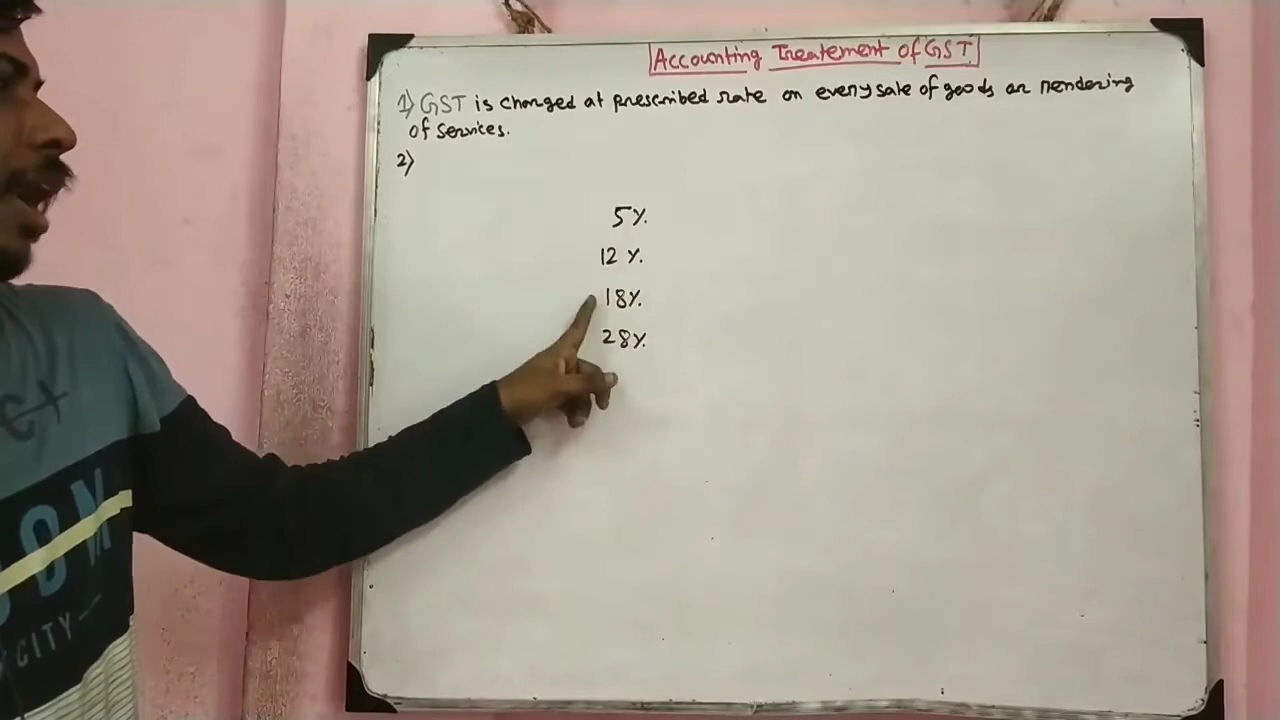 Accounting Treatement of GST
1) GST is charged at prescribed rate on every sale of goods or rendering
of services.
2)
5%.
12 %.
18%.
28%.
CITY